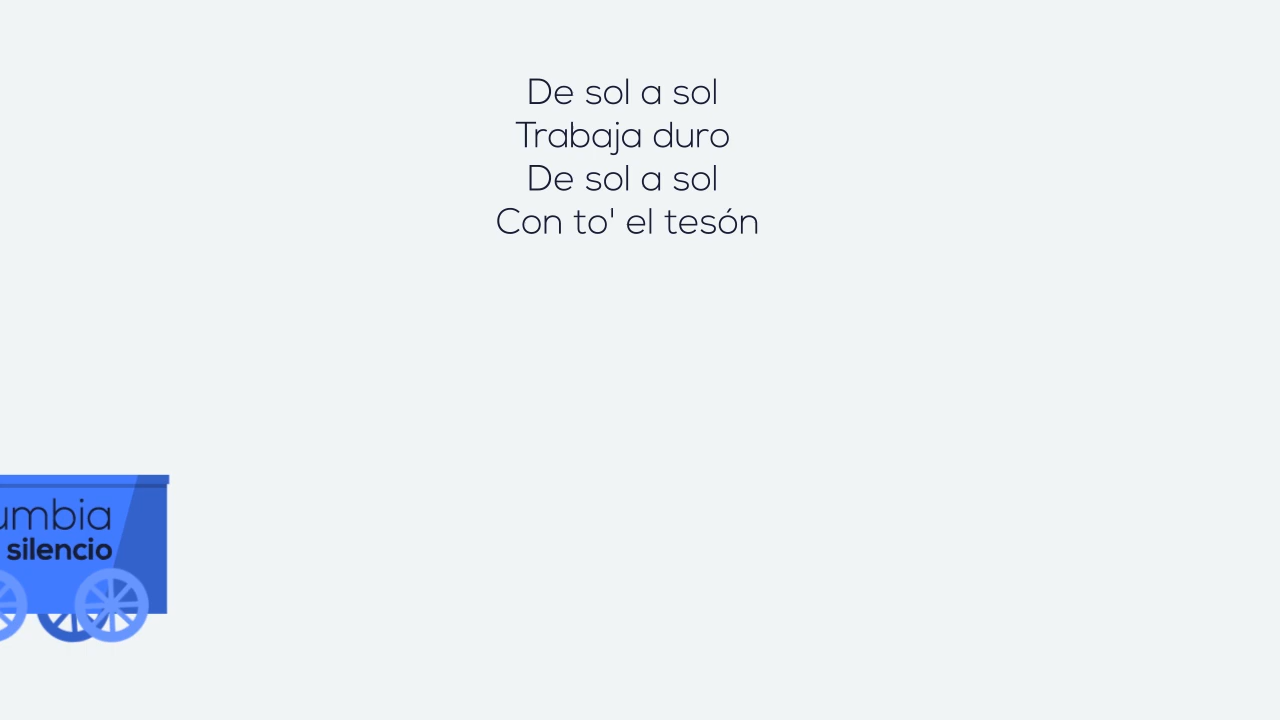 De sol a sol
Trabaja duro
De sol a sol
Con to' el tesón
umbia
silencio